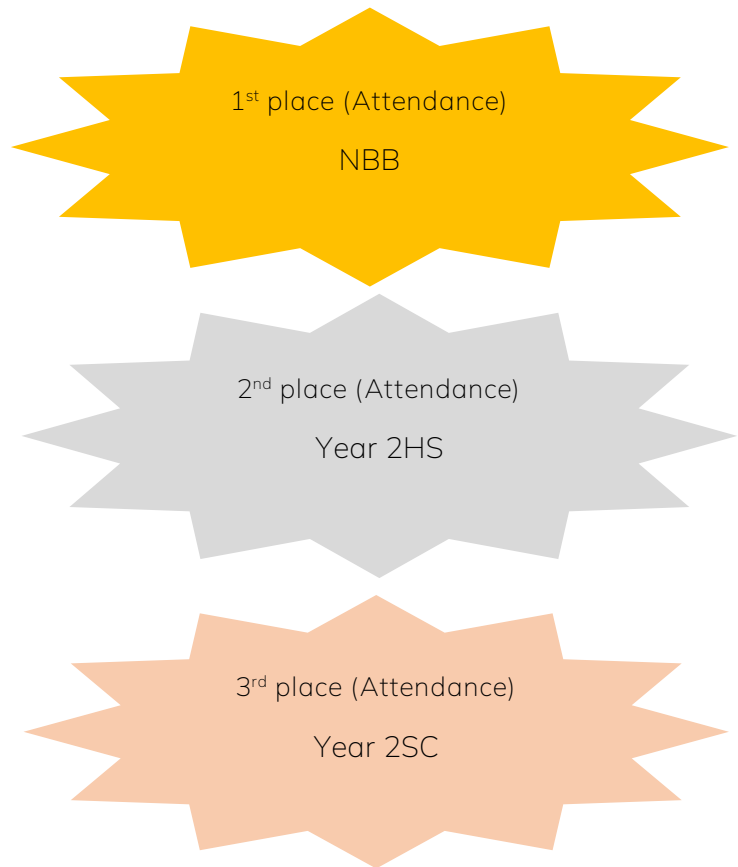 1st place (Attendance)
NBB
2nd place (Attendance)
Year 2HS
3rd place (Attendance)
Year 2SC